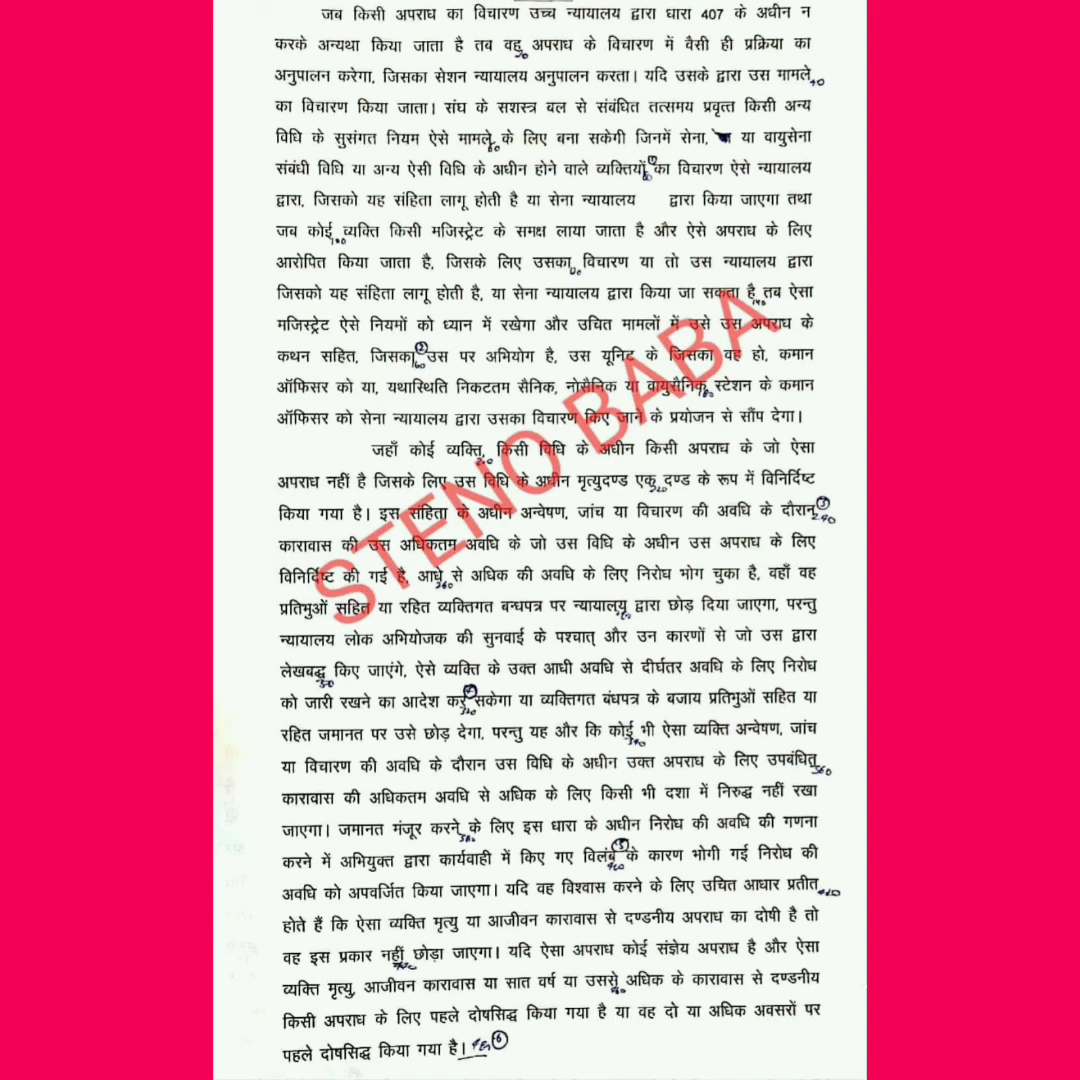 जब किसी अपराध का विचारण उच्च न्यायालय द्वारा धारा 407 के अधीन न
करके अन्यथा किया जाता है तब वह अपराध के विचारण में वैसी ही प्रक्रिया का
अनुपालन करेगा, जिसका सेशन न्यायालय अनुपालन करता। यदि उसके द्वारा उस मामले
का विचारण किया जाता। संघ के सशस्त्र बल से संबंधित तत्समय प्रवृत्त किसी अन्य
विधि के सुसंगत नियम ऐसे मामले के लिए बना सकेगी जिनमें सेना, या वायुसेना
संबंधी विधि या अन्य ऐसी विधि के अधीन होने वाले व्यक्तियों का विचारण ऐसे न्यायालय
द्वारा, जिसको यह संहिता लागू होती है या सेना न्यायालय द्वारा किया जाएगा तथा
जब कोई व्यक्ति किसी मजिस्ट्रेट के समक्ष लाया जाता है और ऐसे अपराध के लिए
आरोपित किया जाता है, जिसके लिए उसका विचारण या तो उस न्यायालय द्वारा
जिसको यह संहिता लागू होती है, या सेना न्यायालय द्वारा किया जा सकता है तब ऐसा
मजिस्ट्रेट ऐसे नियमों को ध्यान में रखेगा और उचित मामलों में उसे उस अपराध के
कथन सहित, जिसका उस पर अभियोग है, उस यूनिट के जिसका वह हो, कमान
ऑफिसर को या, यथास्थिति निकटतम सैनिक, नोसैनिक या वायुसैनिक स्टेशन के कमान
ऑफिसर को सेना न्यायालय द्वारा उसका विचारण किए जाने के प्रयोजन से सौंप देगा।
जहाँ कोई व्यक्ति, किसी विधि के अधीन किसी अपराध के जो ऐसा
अपराध नहीं है जिसके लिए उस विधि के अधीन मृत्युदण्ड एक दण्ड के रूप में विनिर्दिष्ट
किया गया है। इस संहिता के अधीन अन्वेषण, जांच या विचारण की अवधि के दौरान
कारावास की उस अधिकतम अवधि के जो उस विधि के अधीन उस अपराध के लिए
विनिर्दिष्ट की गई है, आधे से अधिक की अवधि के लिए निरोध भोग चुका है, वहाँ वह
प्रतिभुओं सहित या रहित व्यक्तिगत बन्धपत्र पर न्यायालय द्वारा छोड़ दिया जाएगा, परन्तु
न्यायालय लोक अभियोजक की सुनवाई के पश्चात् और उन कारणों से जो उस द्वारा
लेखबद्ध किए जाएंगे, ऐसे व्यक्ति के उक्त आधी अवधि से दीर्घतर अवधि के लिए निरोध
को जारी रखने का आदेश कर सकेगा या व्यक्तिगत बंधपत्र के बजाय प्रतिभुओं सहित या
रहित जमानत पर उसे छोड़ देगा, परन्तु यह और कि कोई भी ऐसा व्यक्ति अन्वेषण, जांच
या विचारण की अवधि के दौरान उस विधि के अधीन उक्त अपराध के लिए उपबंधित
कारावास की अधिकतम अवधि से अधिक के लिए किसी भी दशा में निरुद्ध नहीं रखा
जाएगा। जमानत मंजूर करने के लिए इस धारा के अधीन निरोध की अवधि की गणना
करने में अभियुक्त द्वारा कार्यवाही में किए गए विलंब के कारण भोगी गई निरोध की
अवधि को अपवर्जित किया जाएगा। यदि वह विश्वास करने के लिए उचित आधार प्रतीत
होते हैं कि ऐसा व्यक्ति मृत्यु या आजीवन कारावास से दण्डनीय अपराध का दोषी है तो
वह इस प्रकार नहीं छोड़ा जाएगा। यदि ऐसा अपराध कोई संज्ञेय अपराध है और ऐसा
व्यक्ति मृत्यु, आजीवन कारावास या सात वर्ष या उससे अधिक के कारावास से दण्डनीय
किसी अपराध के लिए पहले दोषसिद्ध किया गया है या वह दो या अधिक अवसरों पर
पहले दोषसिद्ध किया गया है।
STENO BABA